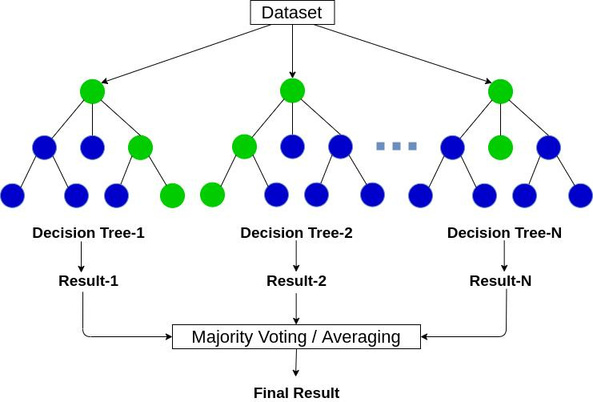 Dataset
Decision Tree-1
Decision Tree-2
Decision Tree-N
Result-1
Result-2
Result-N
Majority Voting / Averaging
Final Result